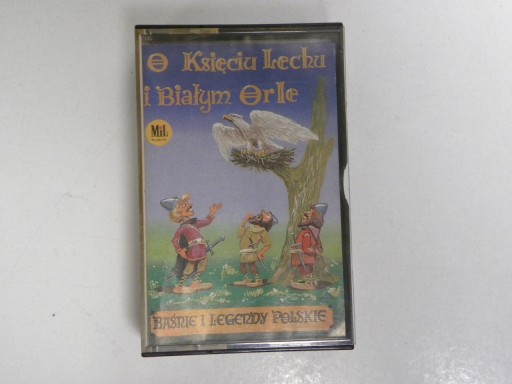 O Księciu Lechu
i Białym Orle
MiL
BAŚNIE I LEGENDY POLSKIE